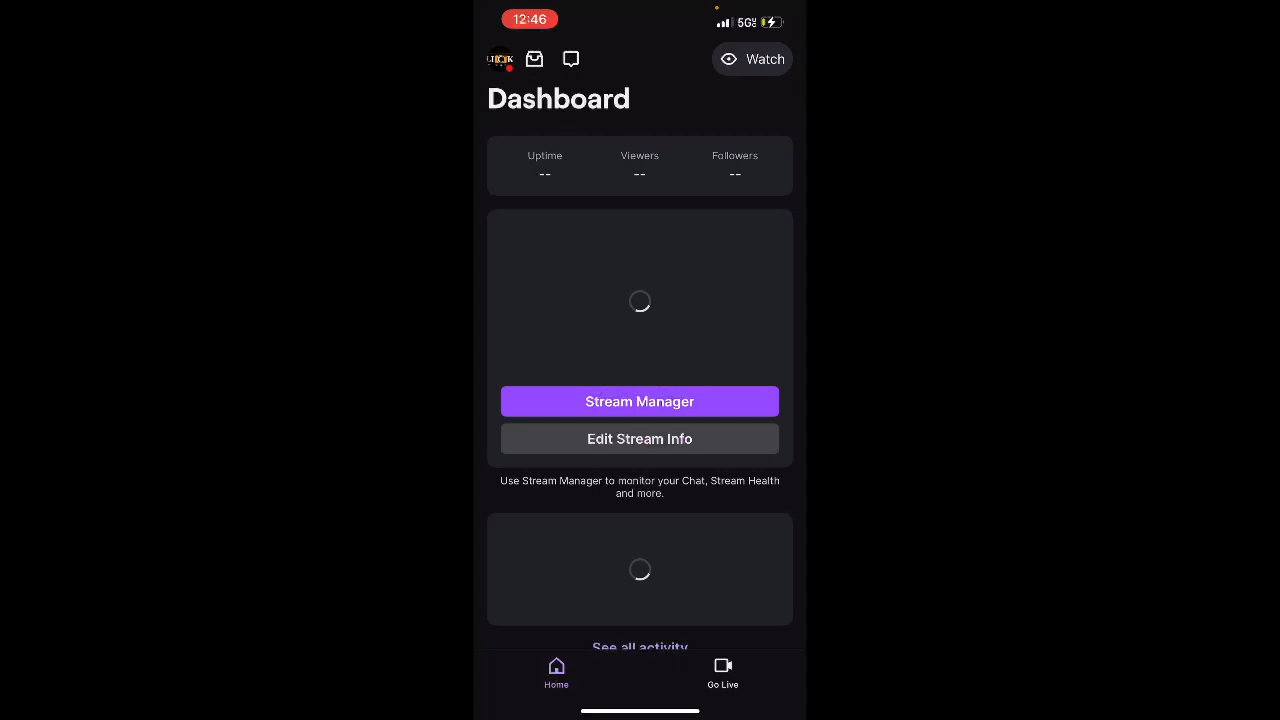 12:46
5G
Watch
Dashboard
Uptime
Viewers
Followers
--
--
--
Stream Manager
Edit Stream Info
Use Stream Manager to monitor your Chat, Stream Health
and more.
See all activity
Home
Go Live